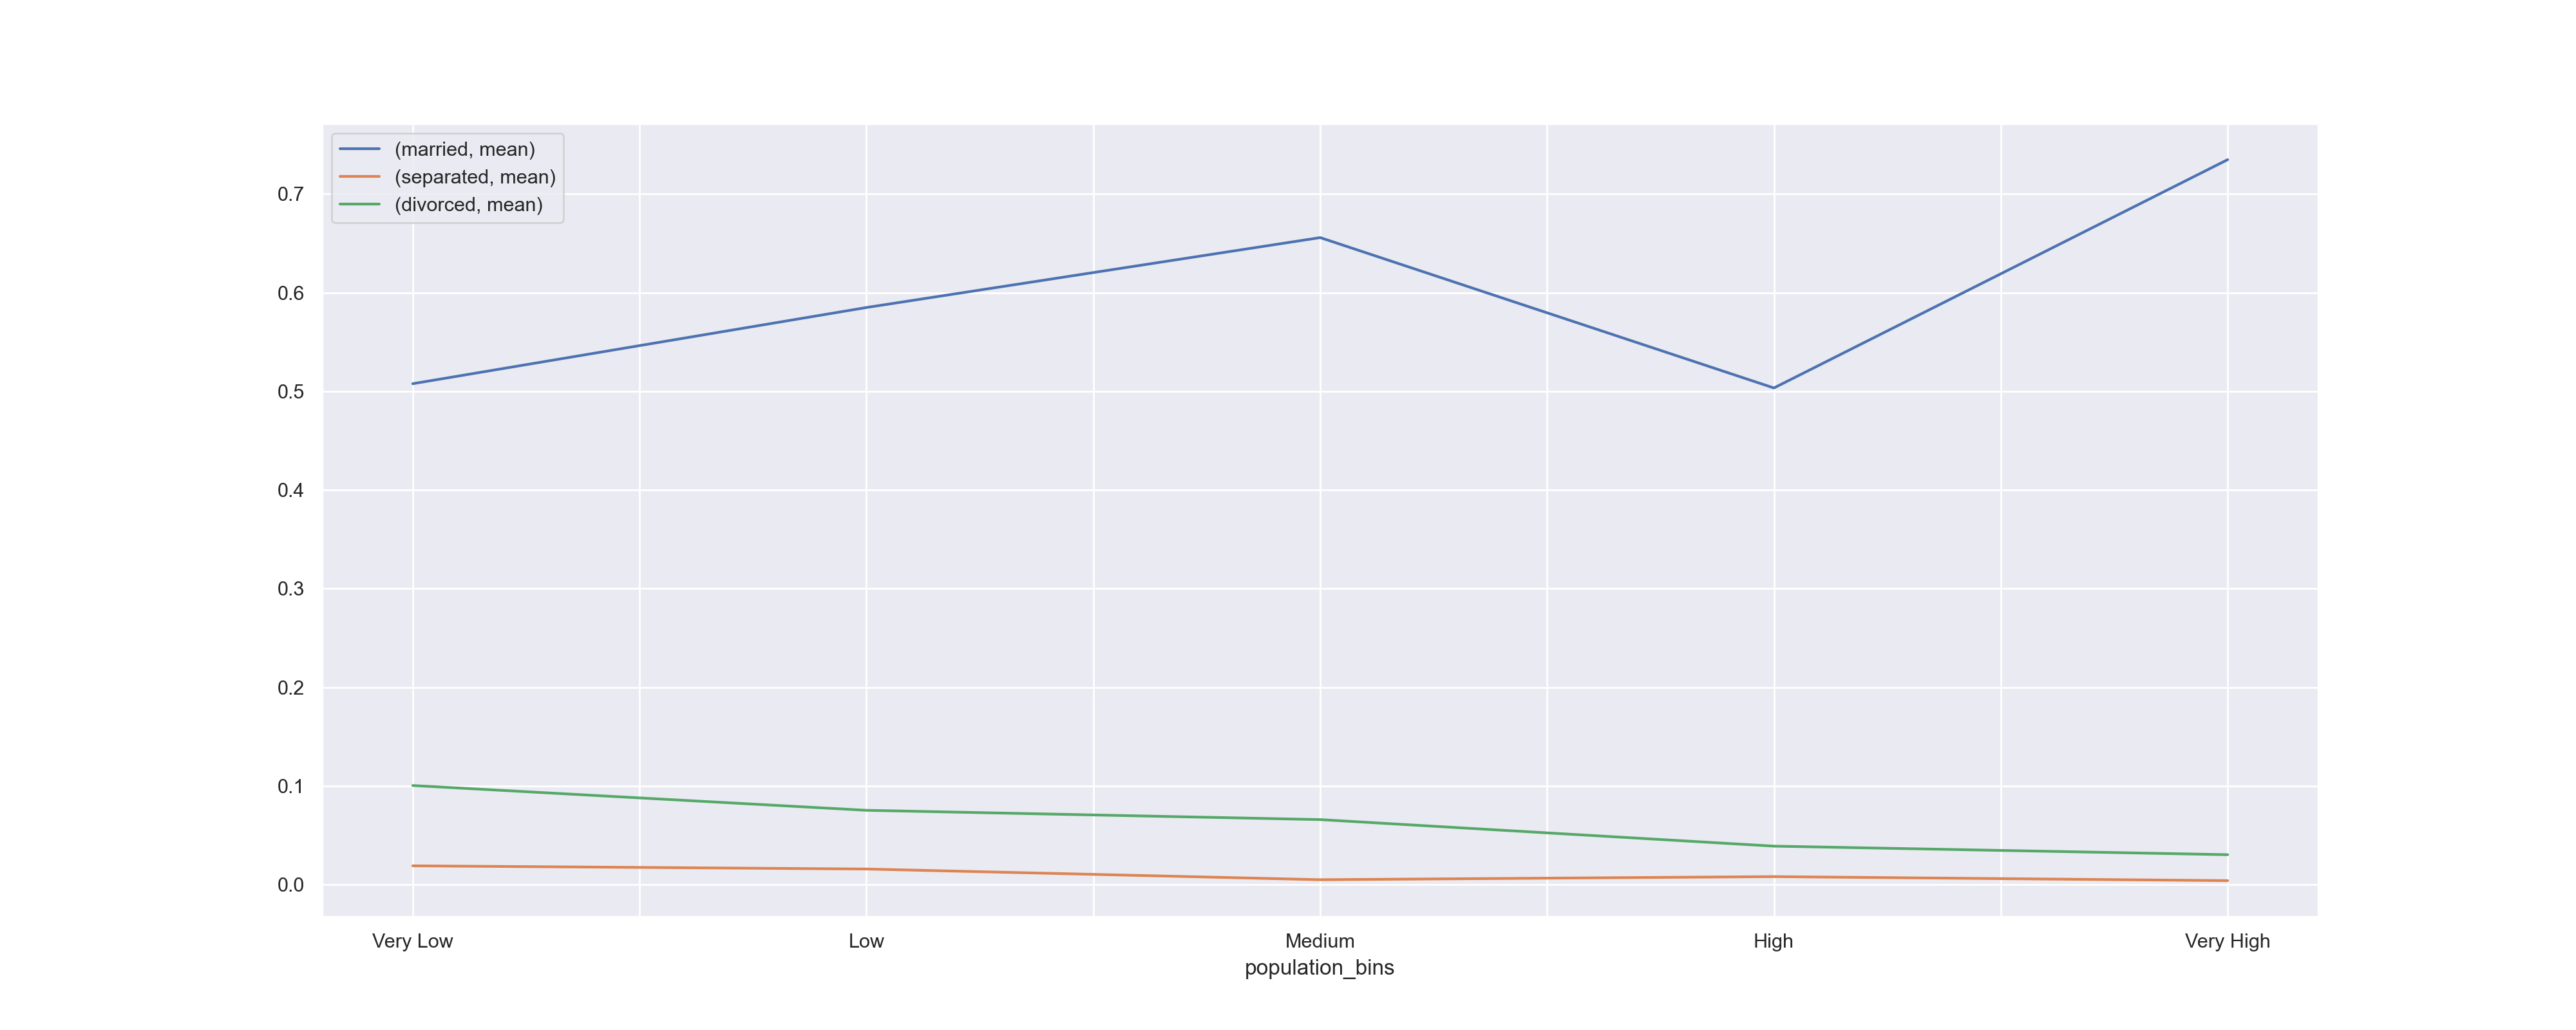 (married, mean)
(separated, mean)
(divorced, mean)
0.7
0.6
0.5
0.4
0.3
0.2
0.1
0.0
Very Low Low Medium High Very High
population_bins